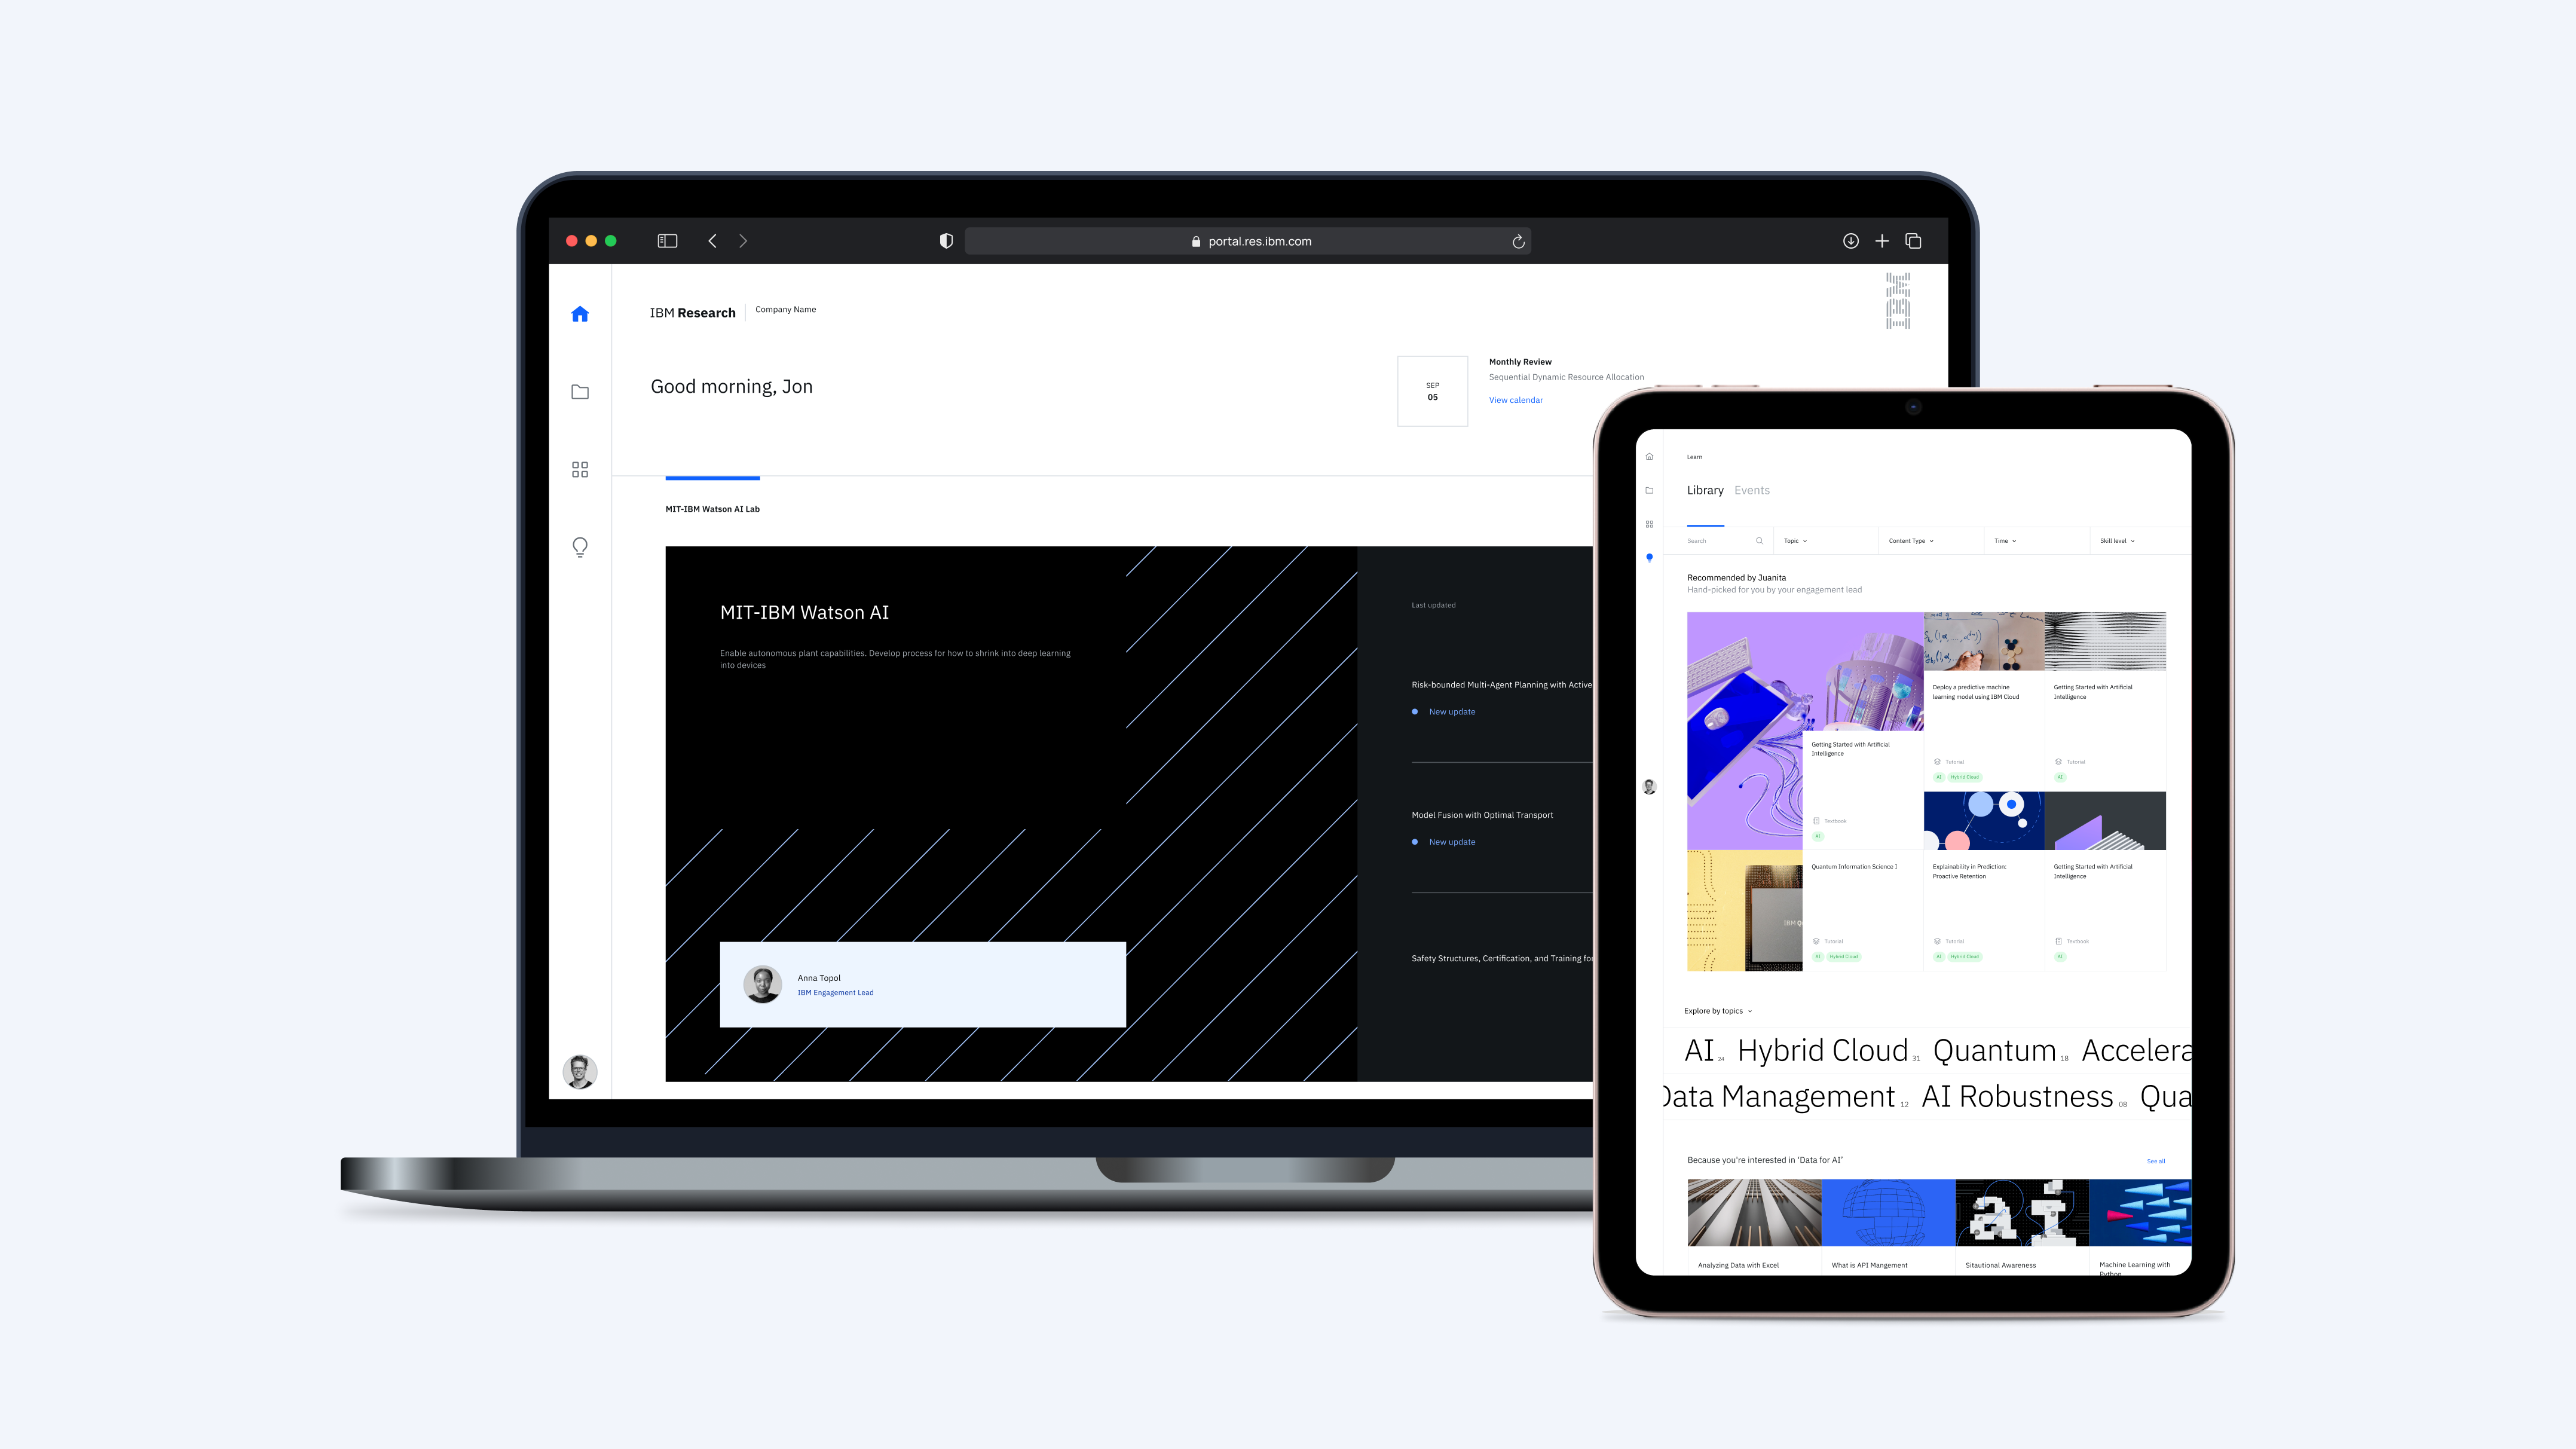 portal.res.ibm.com
IBM Research
Company Name
IBM
Good morning, Jon
SEP
05
Monthly Review
Sequential Dynamic Resource Allocation
View calendar
MIT-IBM Watson AI Lab
MIT-IBM Watson AI
Enable autonomous plant capabilities. Develop process for how to shrink into deep learning
into devices
Anna Topol
IBM Engagement Lead
Last updated
Risk-bounded Multi-Agent Planning with Active
New update
Model Fusion with Optimal Transport
New update
Safety Structures, Certification, and Training for
Learn
Library Events
Search Topic Content Type Time Skill level
Recommended by Juanita
Hand-picked for you by your engagement lead
Getting Started with Artificial
Intelligence
Textbook
AI
Deploy a predictive machine
learning model using IBM Cloud
Tutorial
AI Hybrid Cloud
Getting Started with Artificial
Intelligence
Tutorial
AI
IBM Q
Quantum Information Science I
Tutorial
AI Hybrid Cloud
Explainability in Prediction:
Proactive Retention
Tutorial
AI Hybrid Cloud
Getting Started with Artificial
Intelligence
Textbook
AI
Explore by topics
AI 24 Hybrid Cloud 31 Quantum 18 Accelera
Data Management 12 AI Robustness 08 Qua
Because you're interested in ‘Data for AI’
See all
Analyzing Data with Excel
What is API Mangement
Sitautional Awareness
Machine Learning with
Python